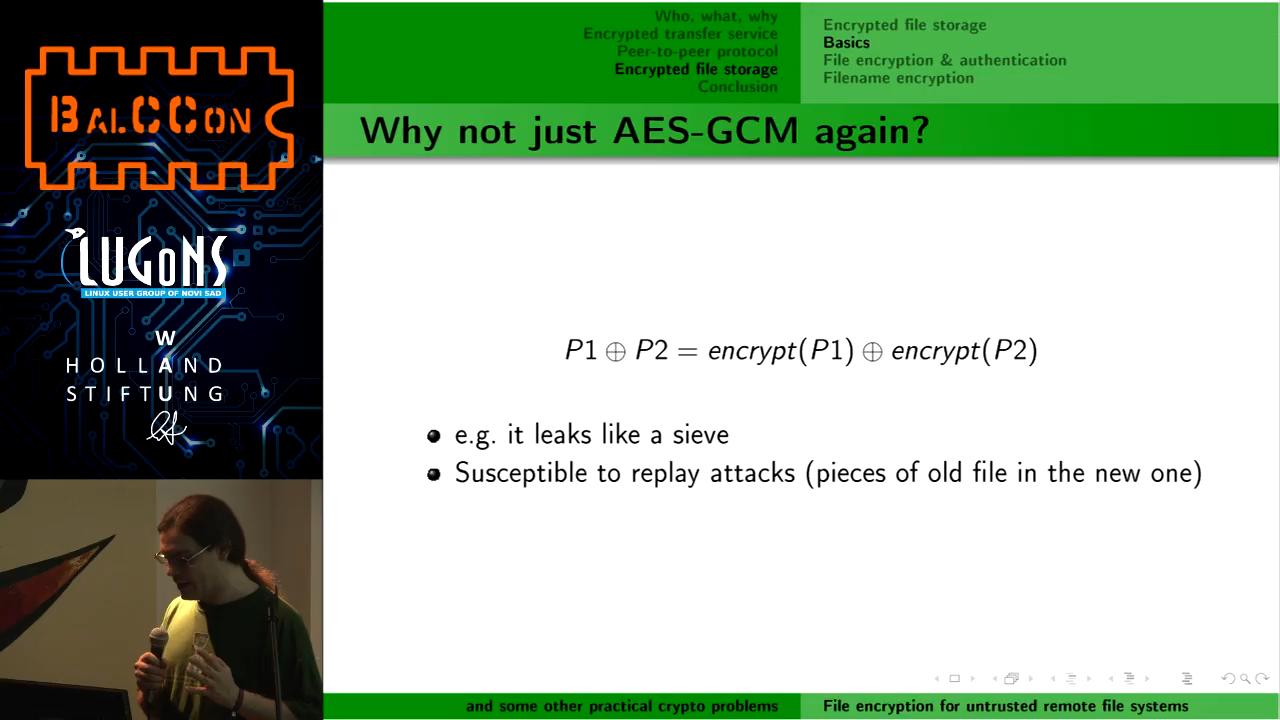 BALCCON
LUGONS
LINUX USER GROUP OF NOVI SAD
W
HOLLAND
STIFTUNG
Who, what, why
Encrypted transfer service
Peer-to-peer protocol
Encrypted file storage
Conclusion
Encrypted file storage
Basics
File encryption & authentication
Filename encryption
Why not just AES-GCM again?
P1 ⊕ P2 = encrypt(P1) ⊕ encrypt(P2)
e.g. it leaks like a sieve
Susceptible to replay attacks (pieces of old file in the new one)
and some other practical crypto problems
File encryption for untrusted remote file systems